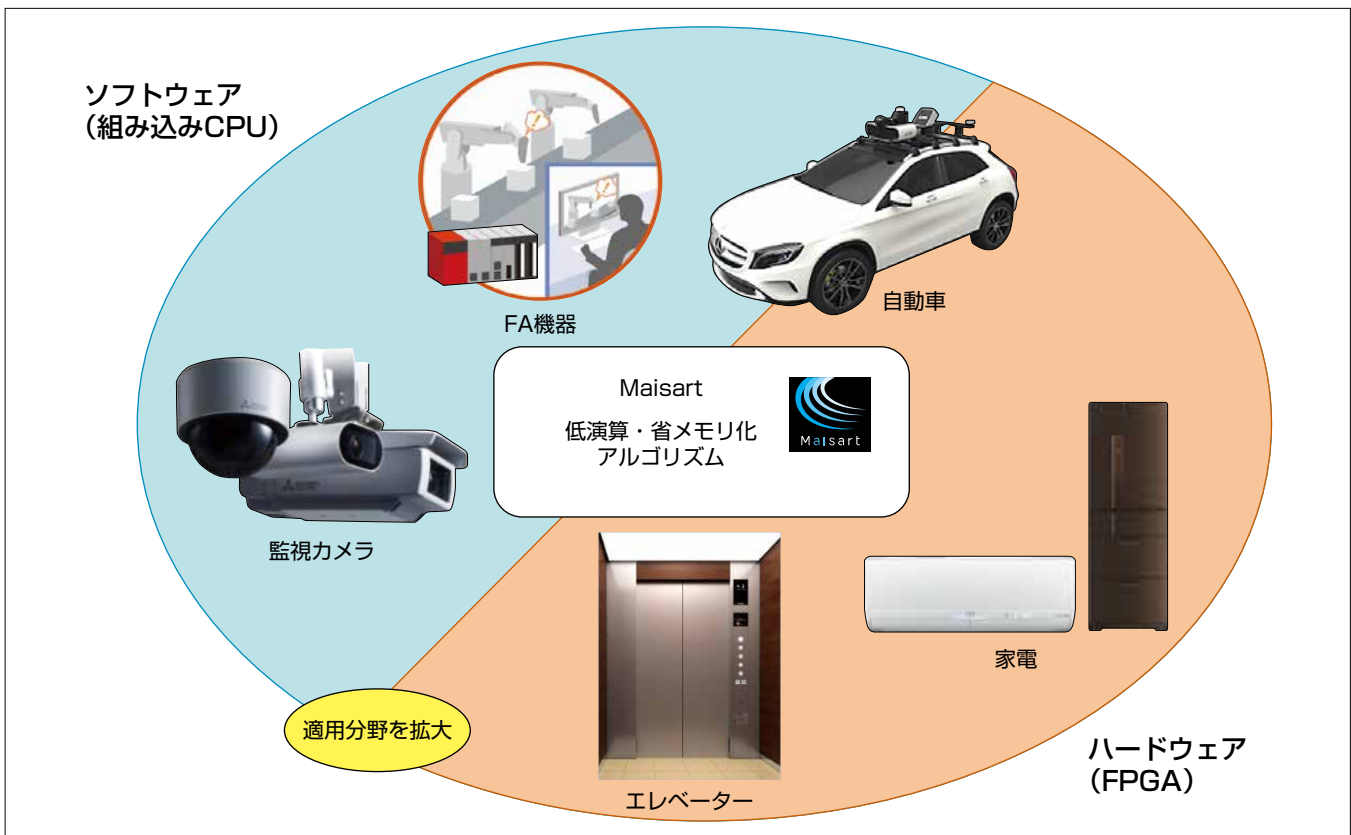 ソフトウェア
（組み込みCPU）
FA機器
自動車
Maisart
低演算・省メモリ化
アルゴリズム
Maisart
監視カメラ
家電
適用分野を拡大
エレベーター
ハードウェア
（FPGA）